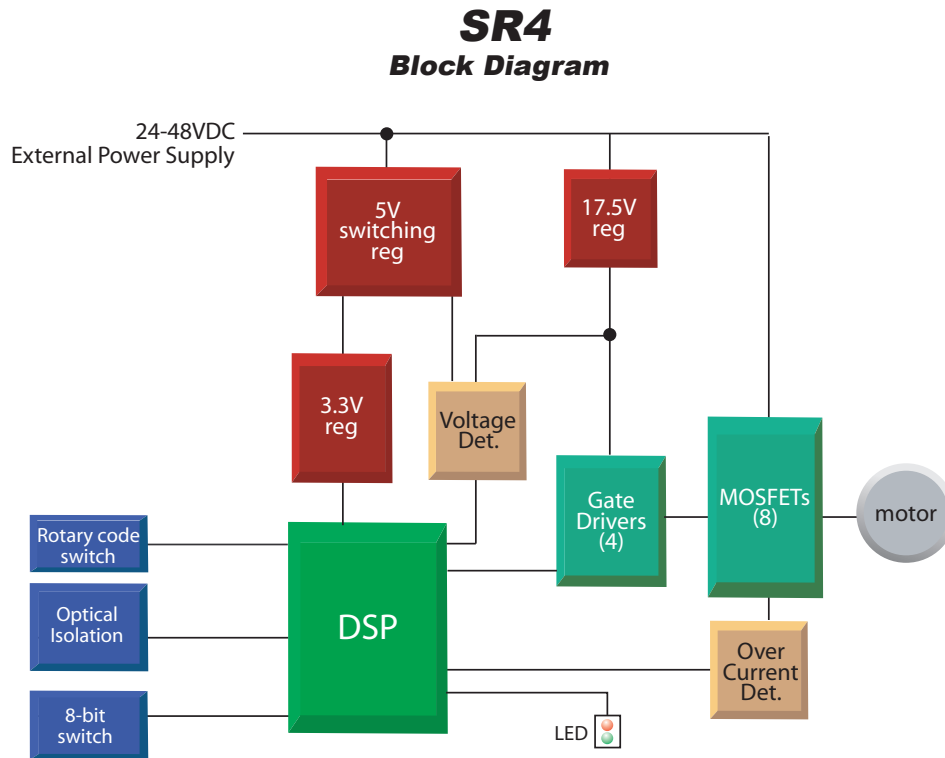 SR4
Block Diagram
24-48VDC
External Power Supply
5V
switching
reg
17.5V
reg
3.3V
reg
Voltage
Det.
Gate
Drivers
(4)
MOSFETs
(8)
motor
Rotary code
switch
Optical
Isolation
8-bit
switch
DSP
Over
Current
Det.
LED